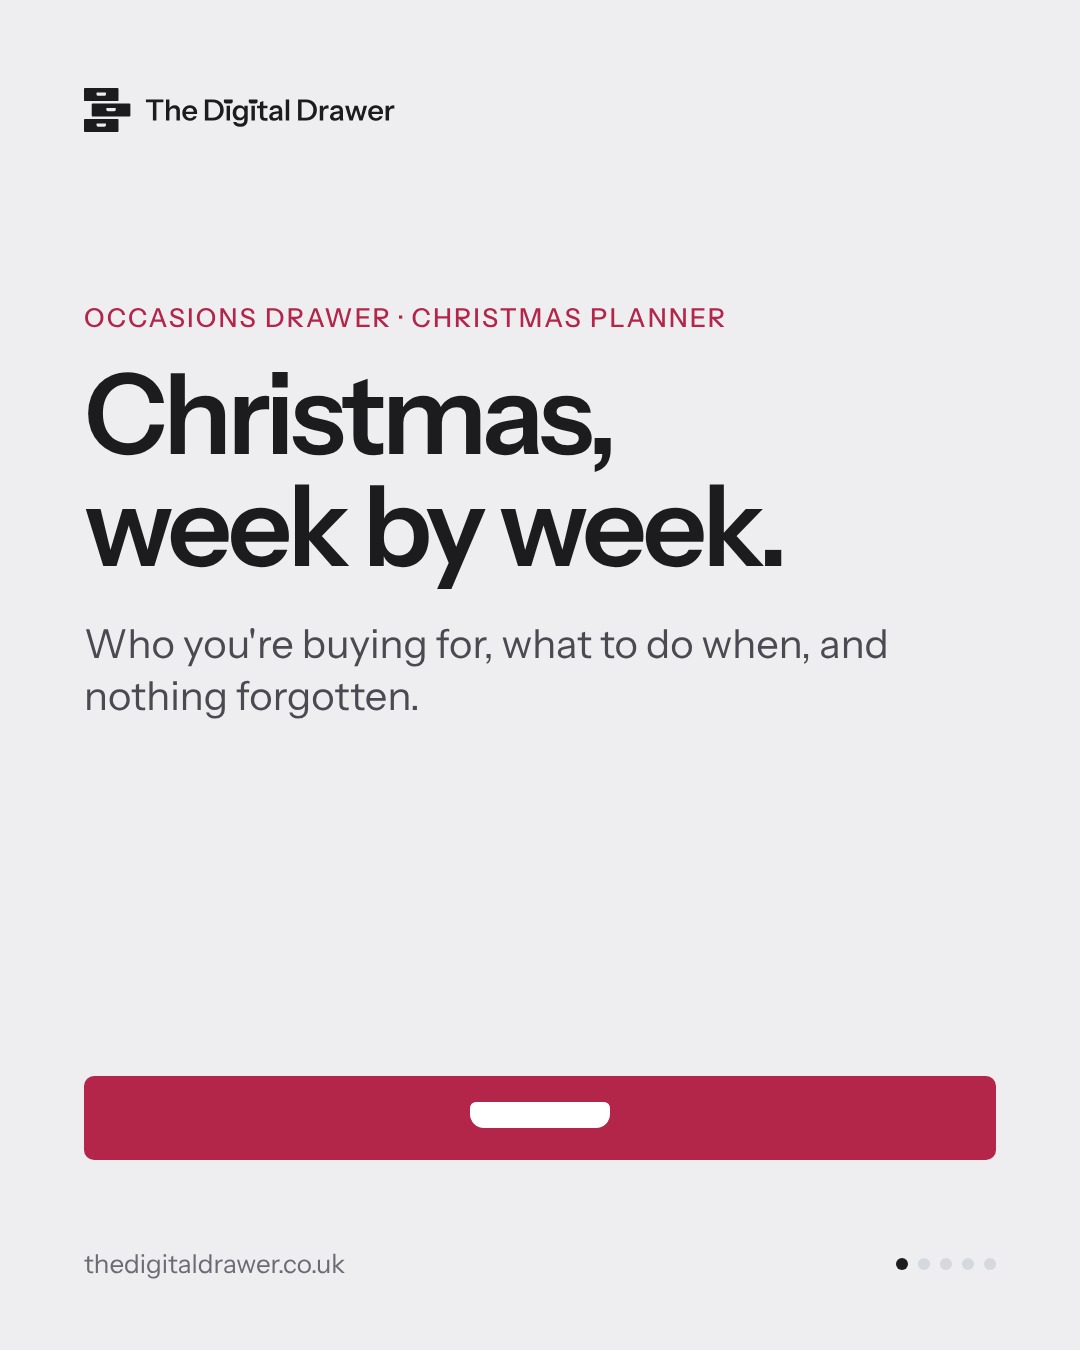 The Digital Drawer
OCCASIONS DRAWER · CHRISTMAS PLANNER
Christmas,
week by week.
Who you're buying for, what to do when, and
nothing forgotten.
thedigitaldrawer.co.uk